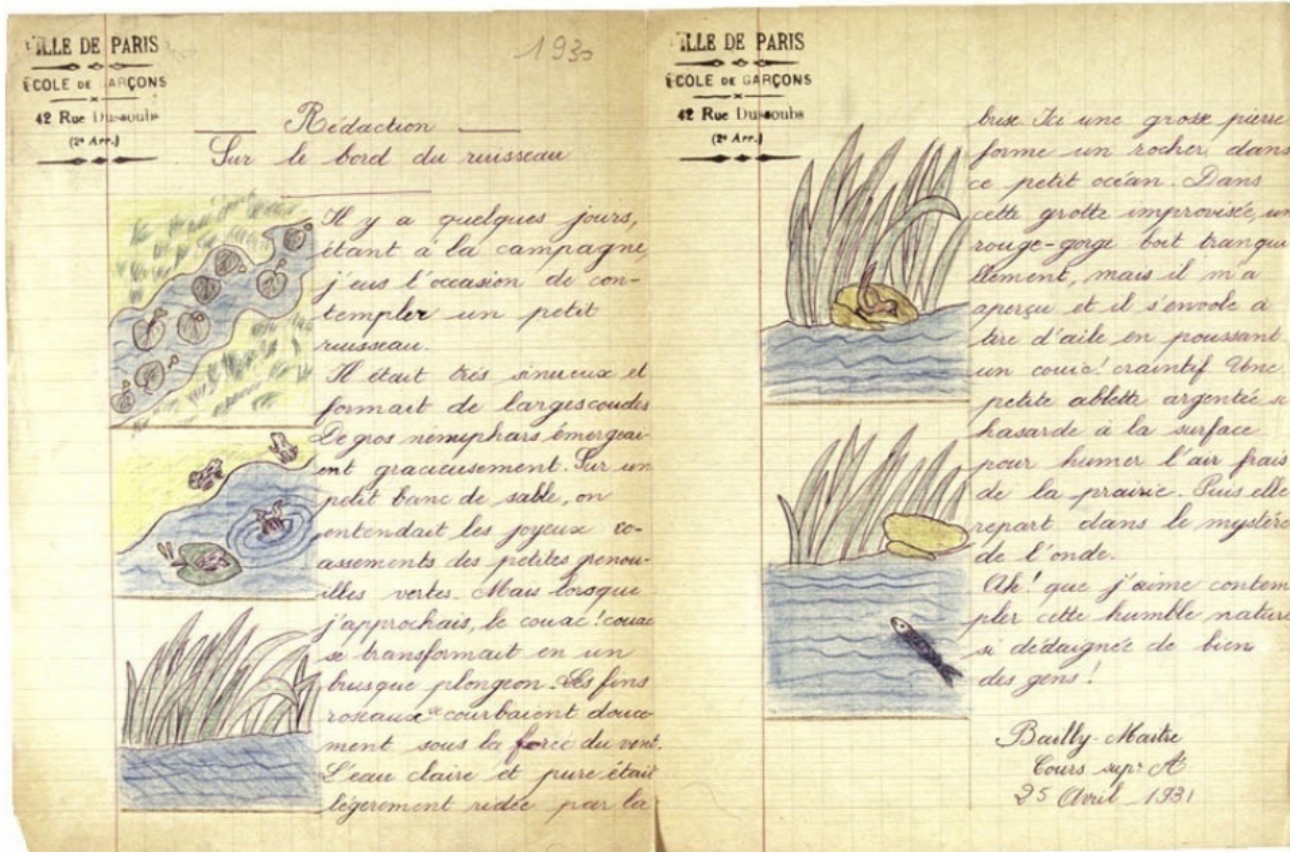 VILLE DE PARIS
ÉCOLE DE GARÇONS
42 Rue Dussoubs
(2e Arr.)
1930
Rédaction
Sur le bord du ruisseau
Il y a quelques jours,
étant à la campagne,
j'eus l'occasion de con-
templer un petit
ruisseau.
Il était très sinueux et
formait de larges coudes
De gros nénuphars émergeai-
ent gracieusement. Sur un
petit banc de sable, on
entendait les joyeux co-
assements des petites grenou-
illes vertes. Mais lorsque
j'approchais, le couac! couac
se transformait en un
brusque plongeon. Les fins
roseaux se courbaient douce-
ment sous la force du vent.
L'eau claire et pure était
légèrement ridée par la
VILLE DE PARIS
ÉCOLE DE GARÇONS
42 Rue Dussoubs
(2e Arr.)
brise. Ici une grosse pierre
forme un rocher dans
ce petit océan. Dans
cette grotte improvisée, un
rouge-gorge boit tranqui
llement, mais il m'a
aperçu et il s'envole à
tire d'aile en poussant
un couic! craintif. Une
petite ablette argentée se
hasarde à la surface
pour humer l'air frais
de la prairie. Puis elle
repart dans le mystère
de l'onde.
Ah! que j'aime contem
pler cette humble nature
si dédaignée de bien
des gens!
Bailly-Maitre
Cours supr A
25 Avril 1931